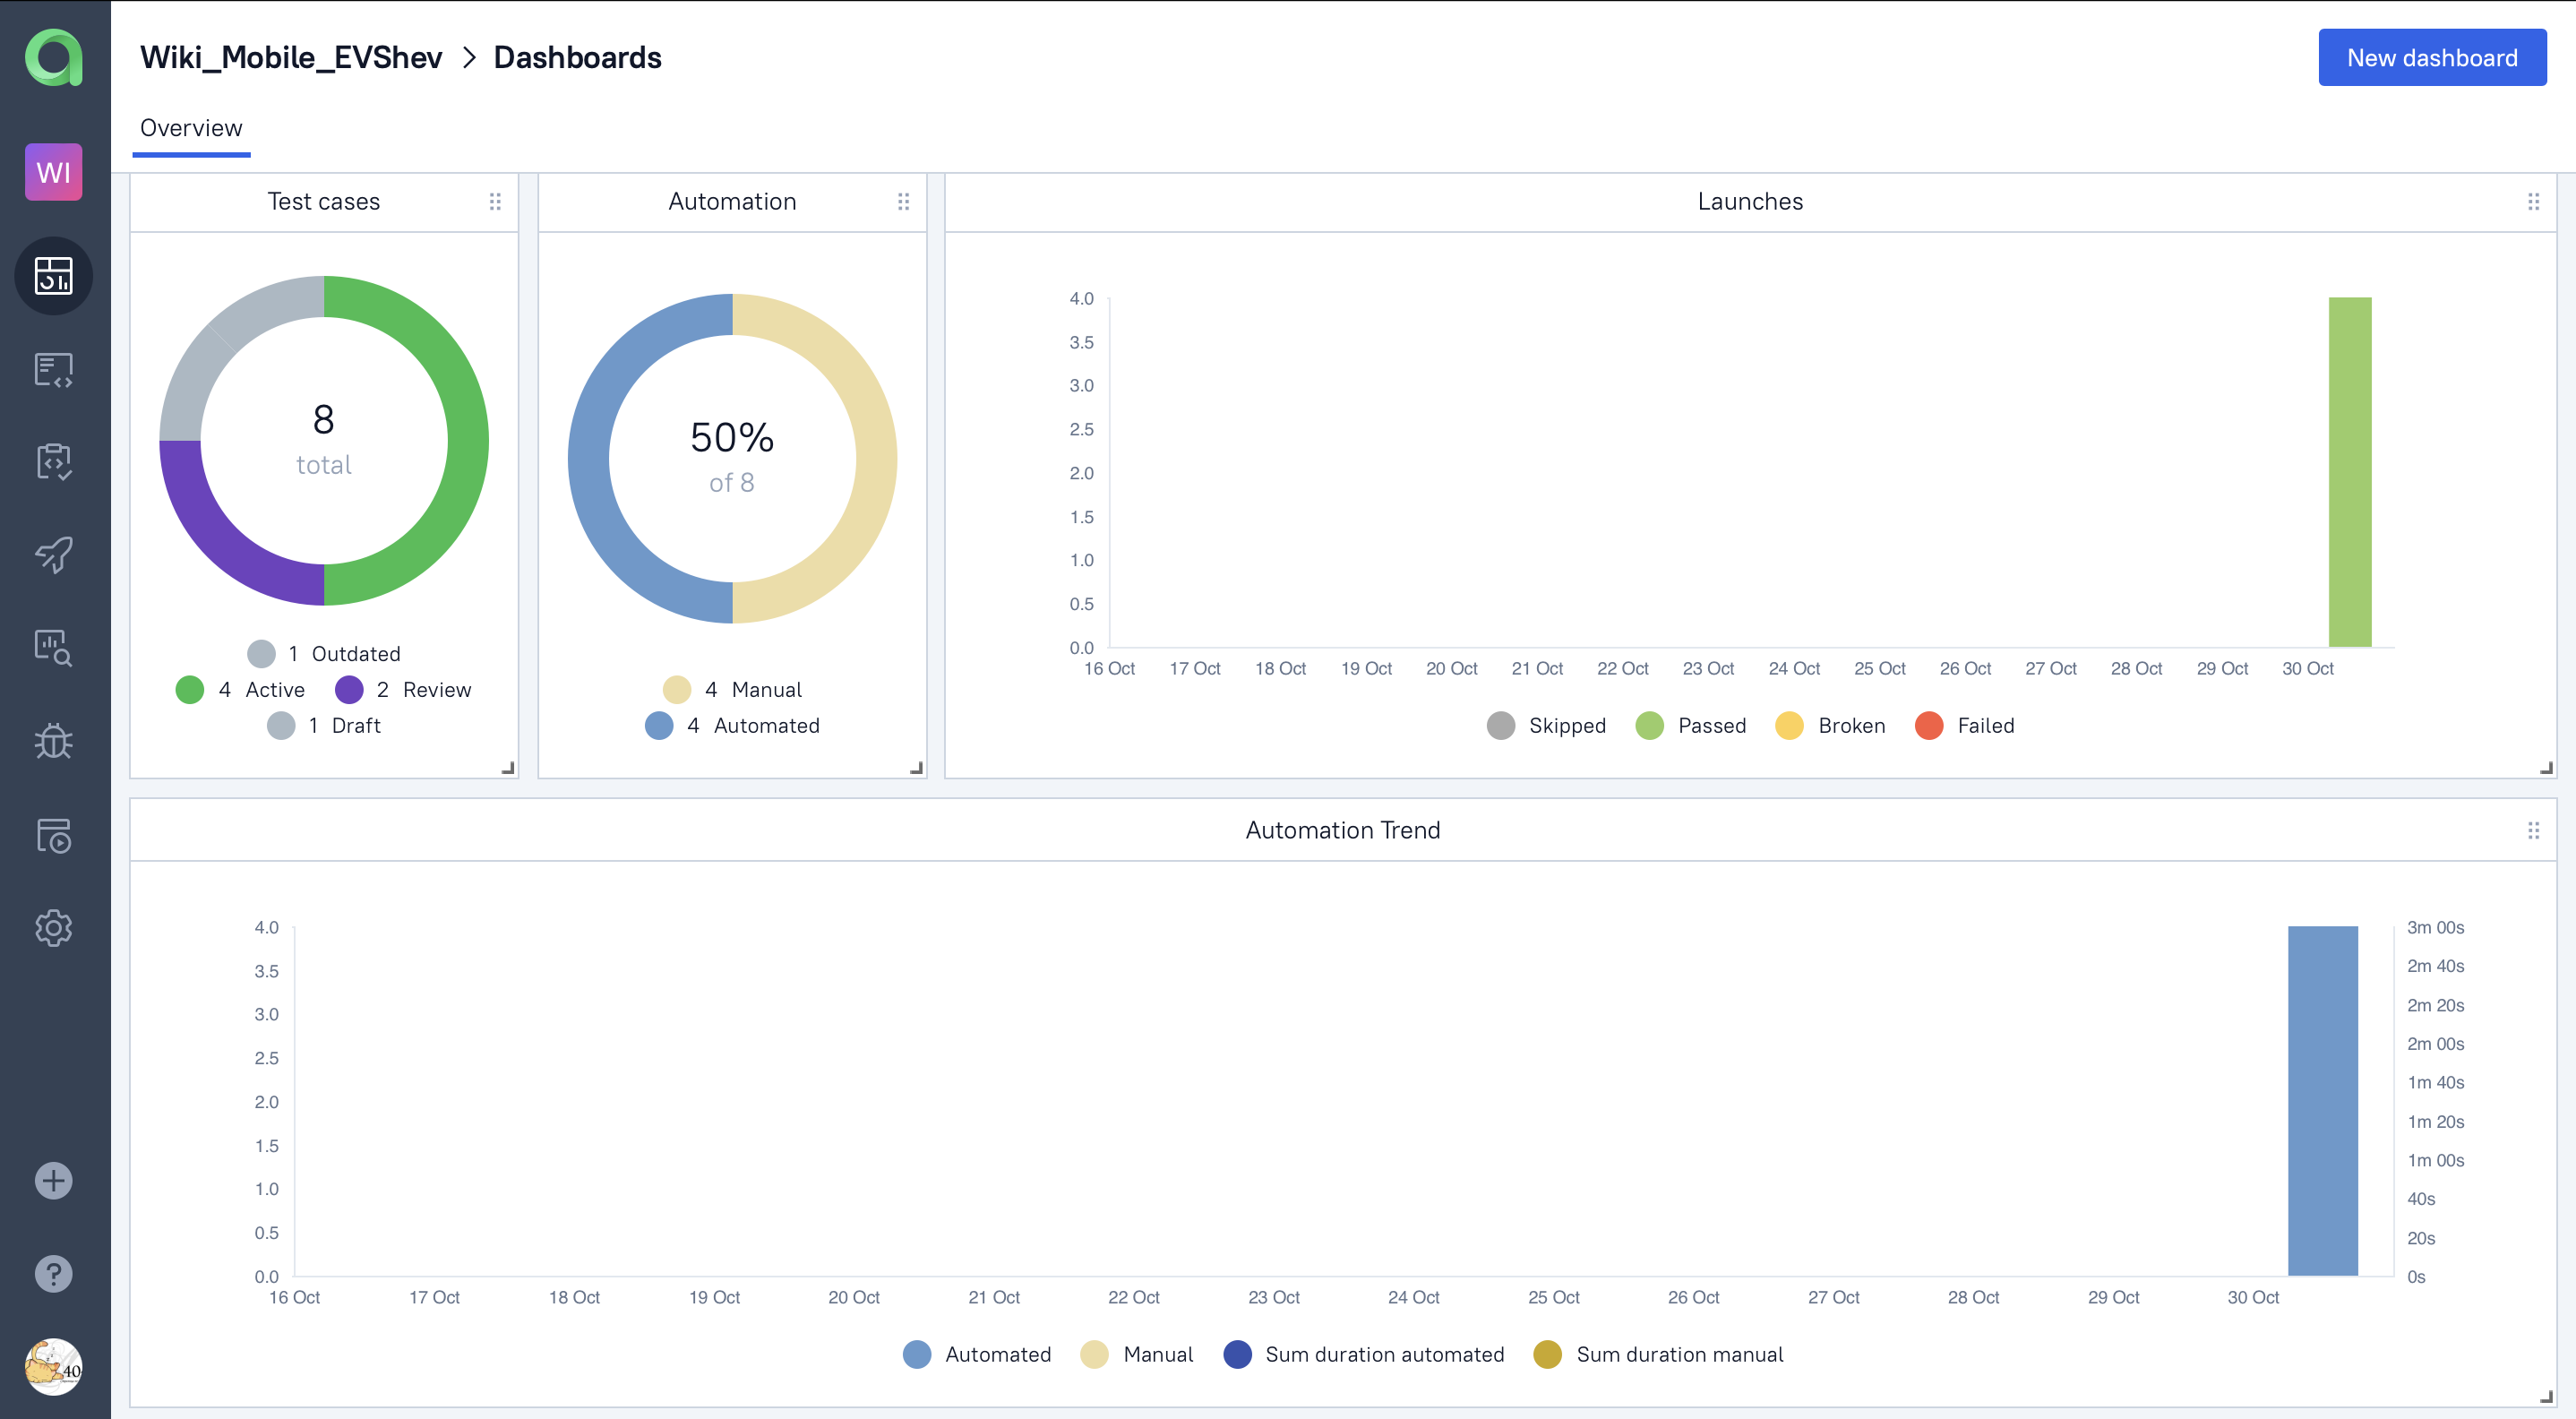 Wiki_Mobile_EVShev > Dashboards
New dashboard
Overview
WI
Test cases
8
total
1 Outdated
4 Active 2 Review
1 Draft
Automation
50%
of 8
4 Manual
4 Automated
Launches
4.0
3.5
3.0
2.5
2.0
1.5
1.0
0.5
0.0
16 Oct 17 Oct 18 Oct 19 Oct 20 Oct 21 Oct 22 Oct 23 Oct 24 Oct 25 Oct 26 Oct 27 Oct 28 Oct 29 Oct 30 Oct
Skipped Passed Broken Failed
Automation Trend
4.0
3.5
3.0
2.5
2.0
1.5
1.0
0.5
0.0
3m 00s
2m 40s
2m 20s
2m 00s
1m 40s
1m 20s
1m 00s
40s
20s
0s
16 Oct 17 Oct 18 Oct 19 Oct 20 Oct 21 Oct 22 Oct 23 Oct 24 Oct 25 Oct 26 Oct 27 Oct 28 Oct 29 Oct 30 Oct
Automated Manual Sum duration automated Sum duration manual
?
40